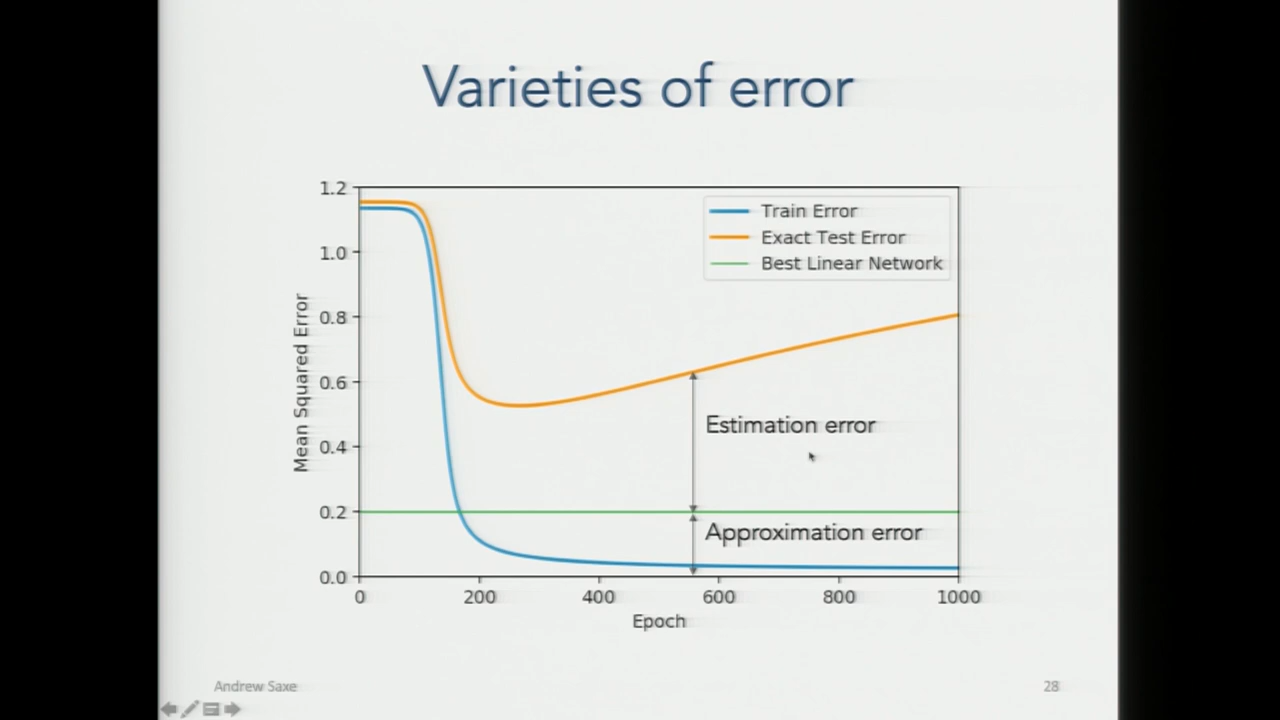 Varieties of error
1.2
1.0
0.8
0.6
0.4
0.2
0.0
Mean Squared Error
Train Error
Exact Test Error
Best Linear Network
Estimation error
Approximation error
0 200 400 600 800 1000
Epoch
Andrew Saxe
28